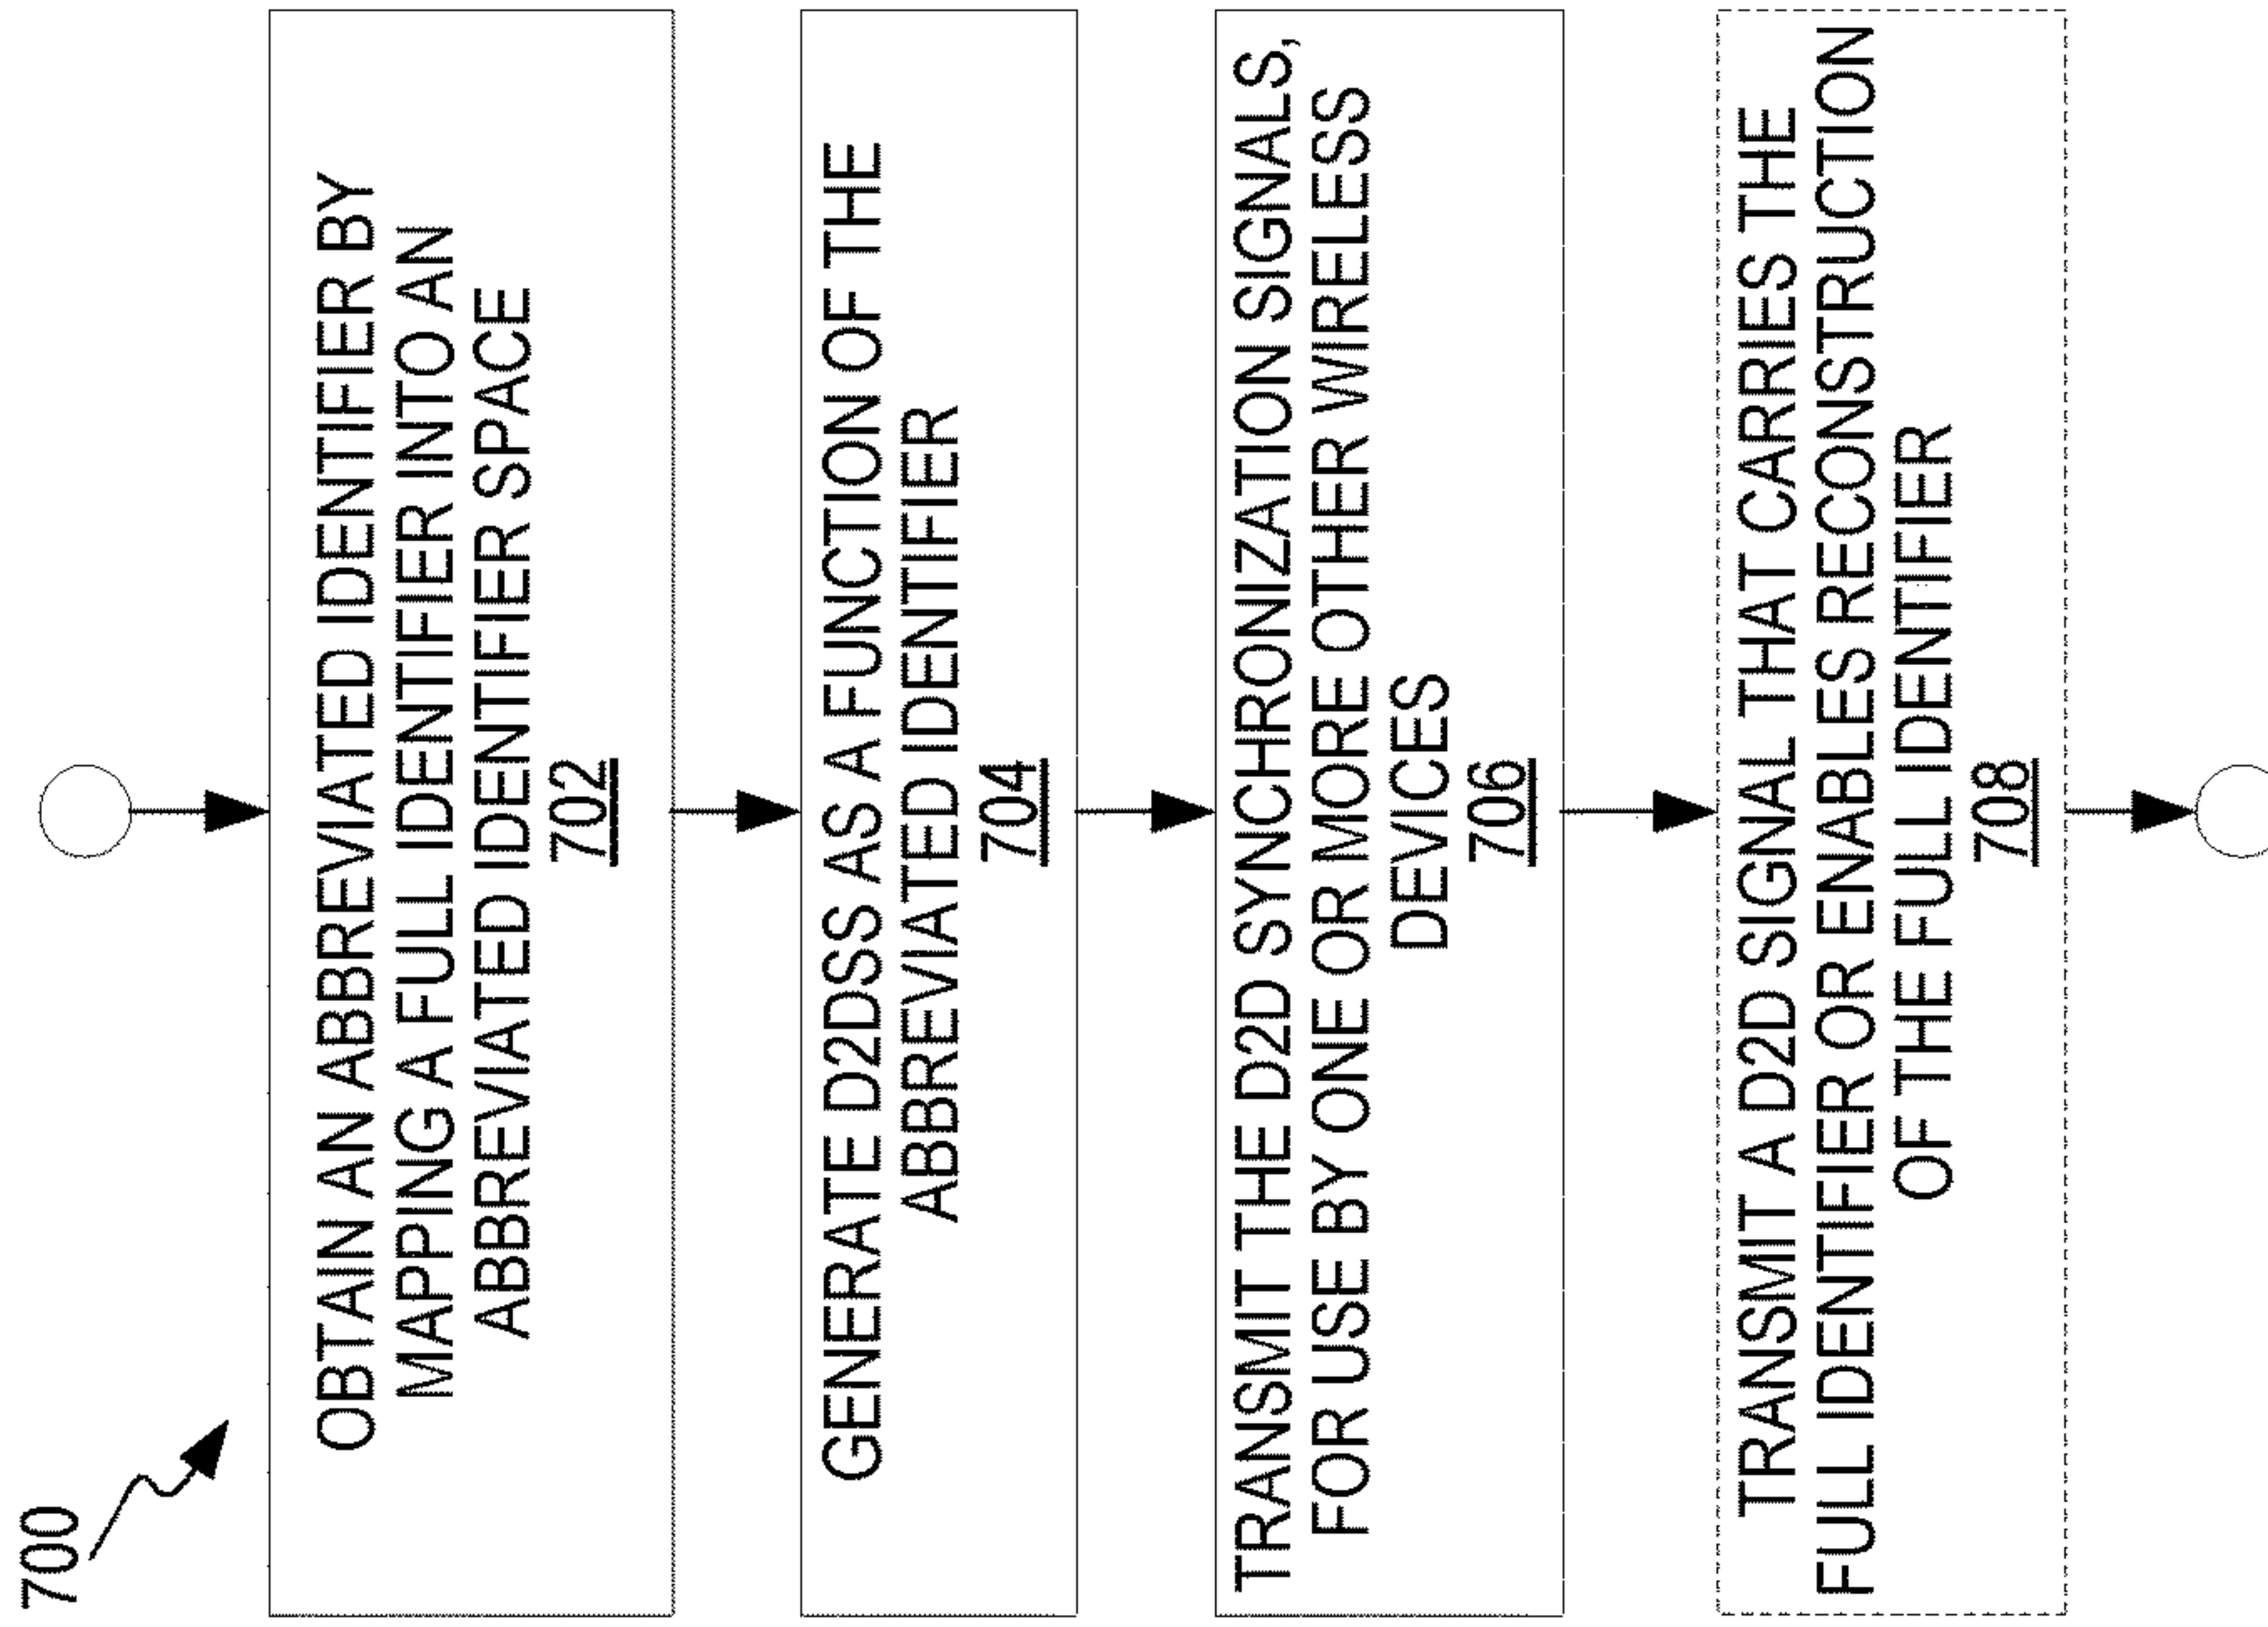 700
OBTAIN AN ABBREVIATED IDENTIFIER BY
MAPPING A FULL IDENTIFIER INTO AN
ABBREVIATED IDENTIFIER SPACE
702
GENERATE D2DSS AS A FUNCTION OF THE
ABBREVIATED IDENTIFIER
704
TRANSMIT THE D2D SYNCHRONIZATION SIGNALS,
FOR USE BY ONE OR MORE OTHER WIRELESS
DEVICES
706
TRANSMIT A D2D SIGNAL THAT CARRIES THE
FULL IDENTIFIER OR ENABLES RECONSTRUCTION
OF THE FULL IDENTIFIER
708